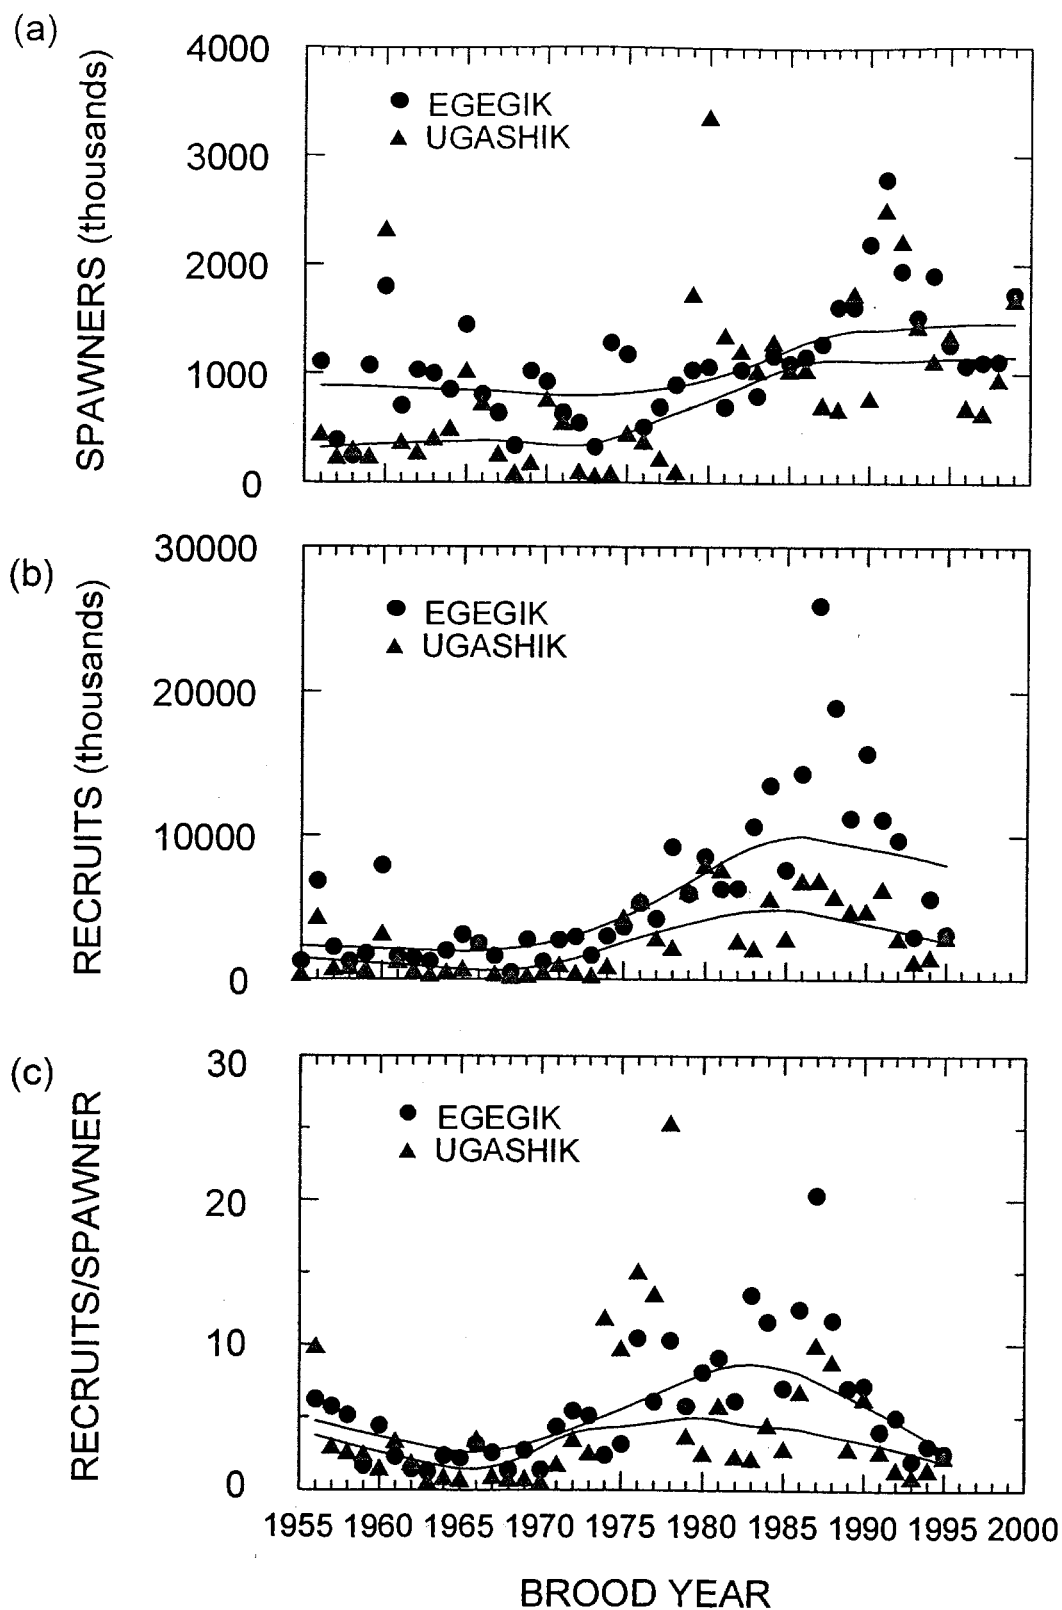 (a)
SPAWNERS (thousands)
4000
3000
2000
1000
0
EGEGIK
UGASHIK
(b)
RECRUITS (thousands)
30000
20000
10000
0
EGEGIK
UGASHIK
(c)
RECRUITS/SPAWNER
30
20
10
0
EGEGIK
UGASHIK
1955 1960 1965 1970 1975 1980 1985 1990 1995 2000
BROOD YEAR